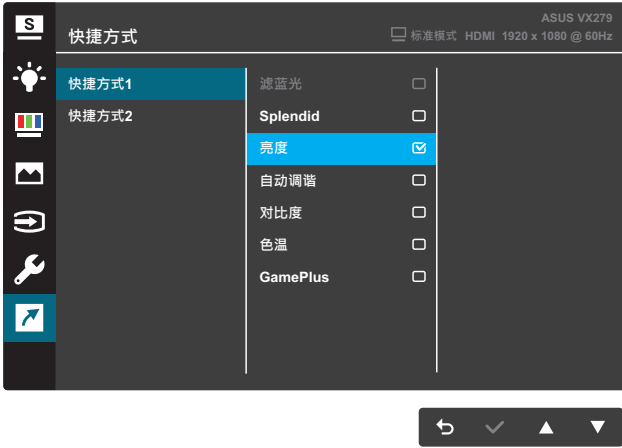 S
ASUS VX279
快捷方式
标准模式 HDMI 1920 x 1080 @ 60Hz
快捷方式1
快捷方式2
滤蓝光
Splendid
亮度
自动调谐
对比度
色温
GamePlus